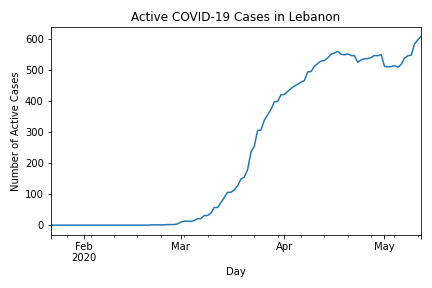 Active COVID-19 Cases in Lebanon
Number of Active Cases
600
500
400
300
200
100
0
Feb
2020
Mar
Apr
May
Day